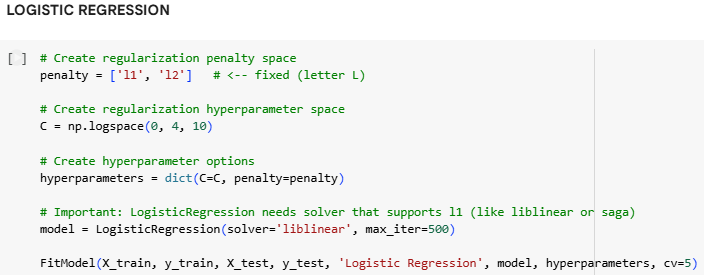 LOGISTIC REGRESSION
[ ] # Create regularization penalty space
penalty = ['l1', 'l2']   # <-- fixed (letter L)
# Create regularization hyperparameter space
C = np.logspace(0, 4, 10)
# Create hyperparameter options
hyperparameters = dict(C=C, penalty=penalty)
# Important: LogisticRegression needs solver that supports l1 (like liblinear or saga)
model = LogisticRegression(solver='liblinear', max_iter=500)
FitModel(X_train, y_train, X_test, y_test, 'Logistic Regression', model, hyperparameters, cv=5)